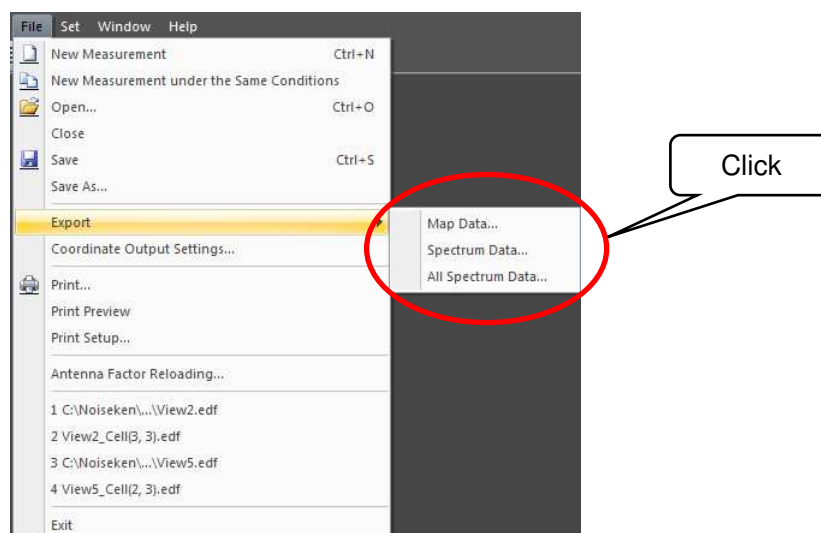 File Set Window Help
New Measurement Ctrl+N
New Measurement under the Same Conditions
Open... Ctrl+O
Close
Save Ctrl+S
Save As...
Export
Coordinate Output Settings...
Print...
Print Preview
Print Setup...
Antenna Factor Reloading...
1 C:\Noiseken\...\View2.edf
2 View2_Cell(3, 3).edf
3 C:\Noiseken\...\View5.edf
4 View5_Cell(2, 3).edf
Exit
Map Data...
Spectrum Data...
All Spectrum Data...
Click